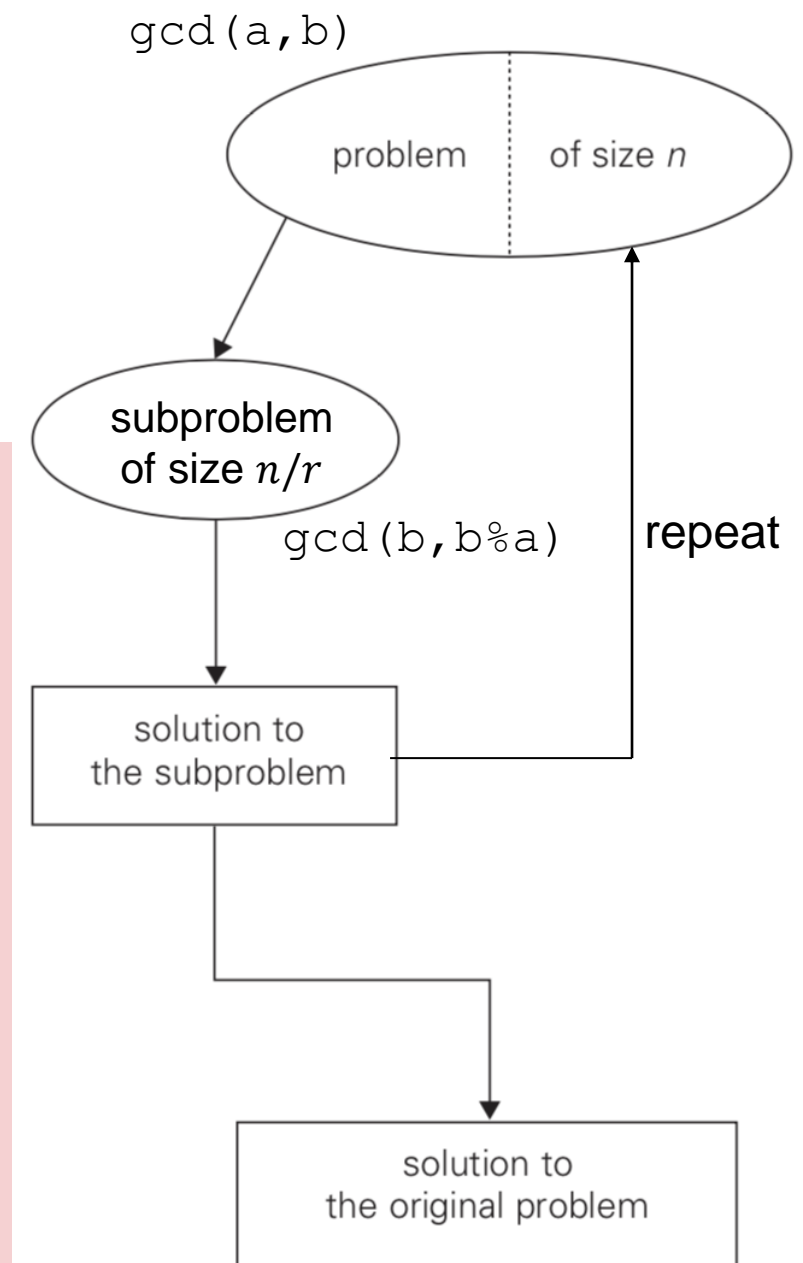 gcd(a,b)
problem of size n
subproblem
of size n/r
gcd(b,b%a)
repeat
solution to
the subproblem
solution to
the original problem